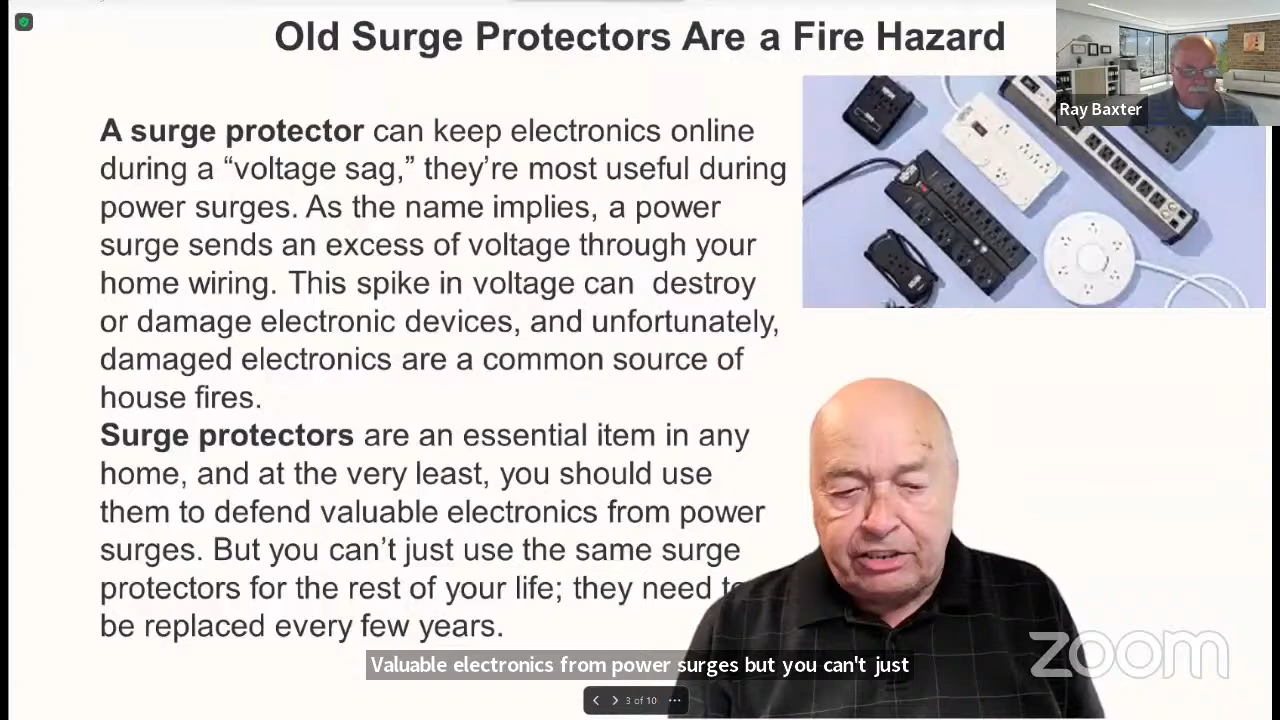 Old Surge Protectors Are a Fire Hazard
Ray Baxter
A surge protector can keep electronics online
during a “voltage sag,” they’re most useful during
power surges. As the name implies, a power
surge sends an excess of voltage through your
home wiring. This spike in voltage can  destroy
or damage electronic devices, and unfortunately,
damaged electronics are a common source of
house fires.
Surge protectors are an essential item in any
home, and at the very least, you should use
them to defend valuable electronics from power
surges. But you can’t just use the same surge
protectors for the rest of your life; they need to
be replaced every few years.
Valuable electronics from power surges but you can't just
zoom
3 of 10